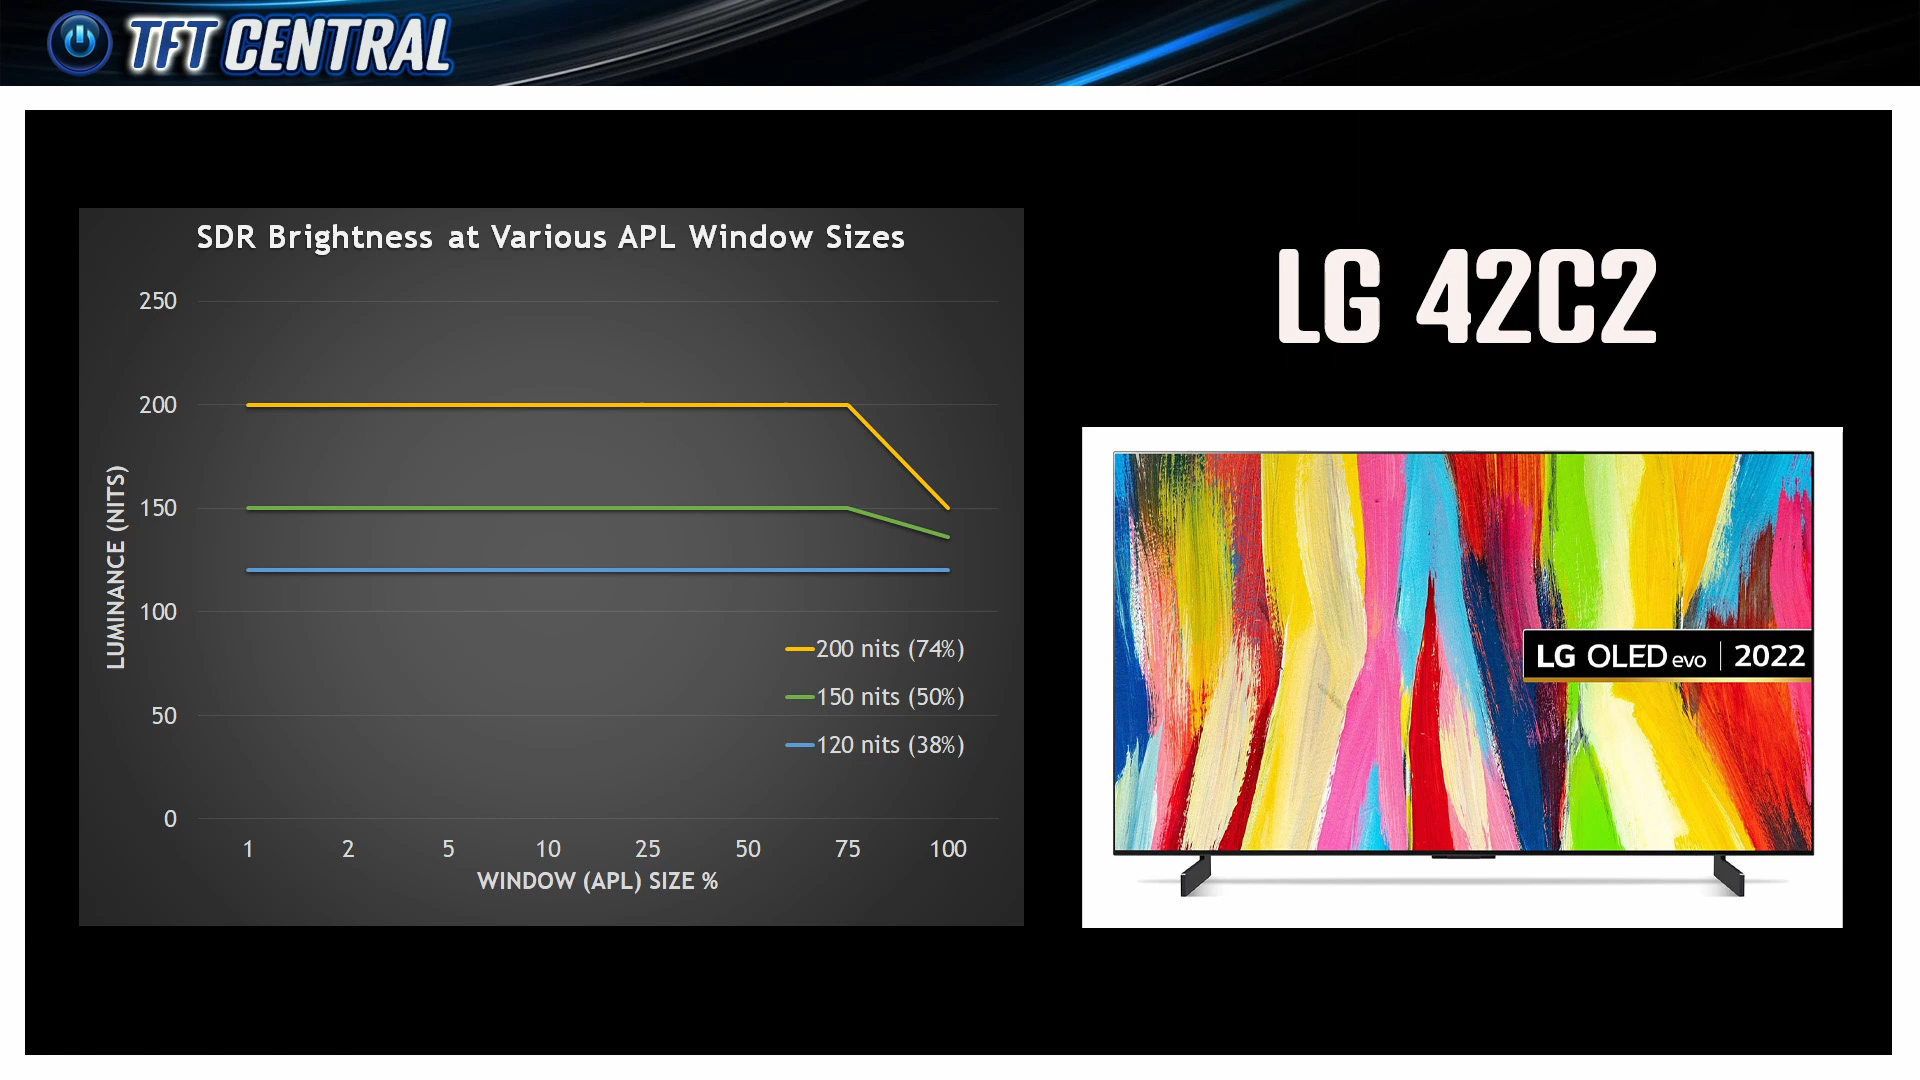 TFT CENTRAL
SDR Brightness at Various APL Window Sizes
LG 42C2
250
200
150
100
50
0
LUMINANCE (NITS)
200 nits (74%)
150 nits (50%)
120 nits (38%)
1 2 5 10 25 50 75 100
WINDOW (APL) SIZE %
LG OLED evo | 2022